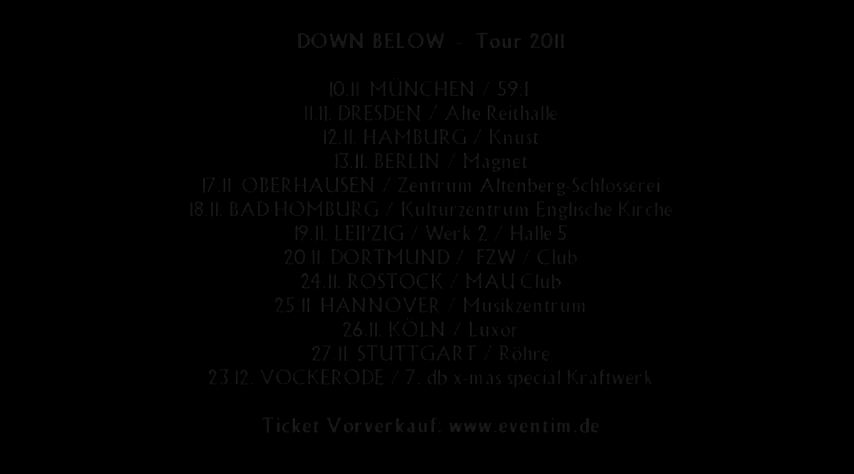 DOWN BELOW - Tour 2011
10.11 MÜNCHEN / 59:1
11.11. DRESDEN / Alte Reithalle
12.11. HAMBURG / Knust
13.11. BERLIN / Magnet
17.11 OBERHAUSEN / Zentrum Altenberg-Schlosserei
18.11. BAD HOMBURG / Kulturzentrum Englische Kirche
19.11. LEIPZIG / Werk 2 / Halle 5
20.11 DORTMUND / FZW / Club
24.11. ROSTOCK / MAU Club
25 11 HANNOVER / Musikzentrum
26.11. KÖLN / Luxor
27 11 STUTTGART / Röhre
23.12. VOCKERODE / 7. db x-mas special Kraftwerk
Ticket Vorverkauf: www.eventim.de